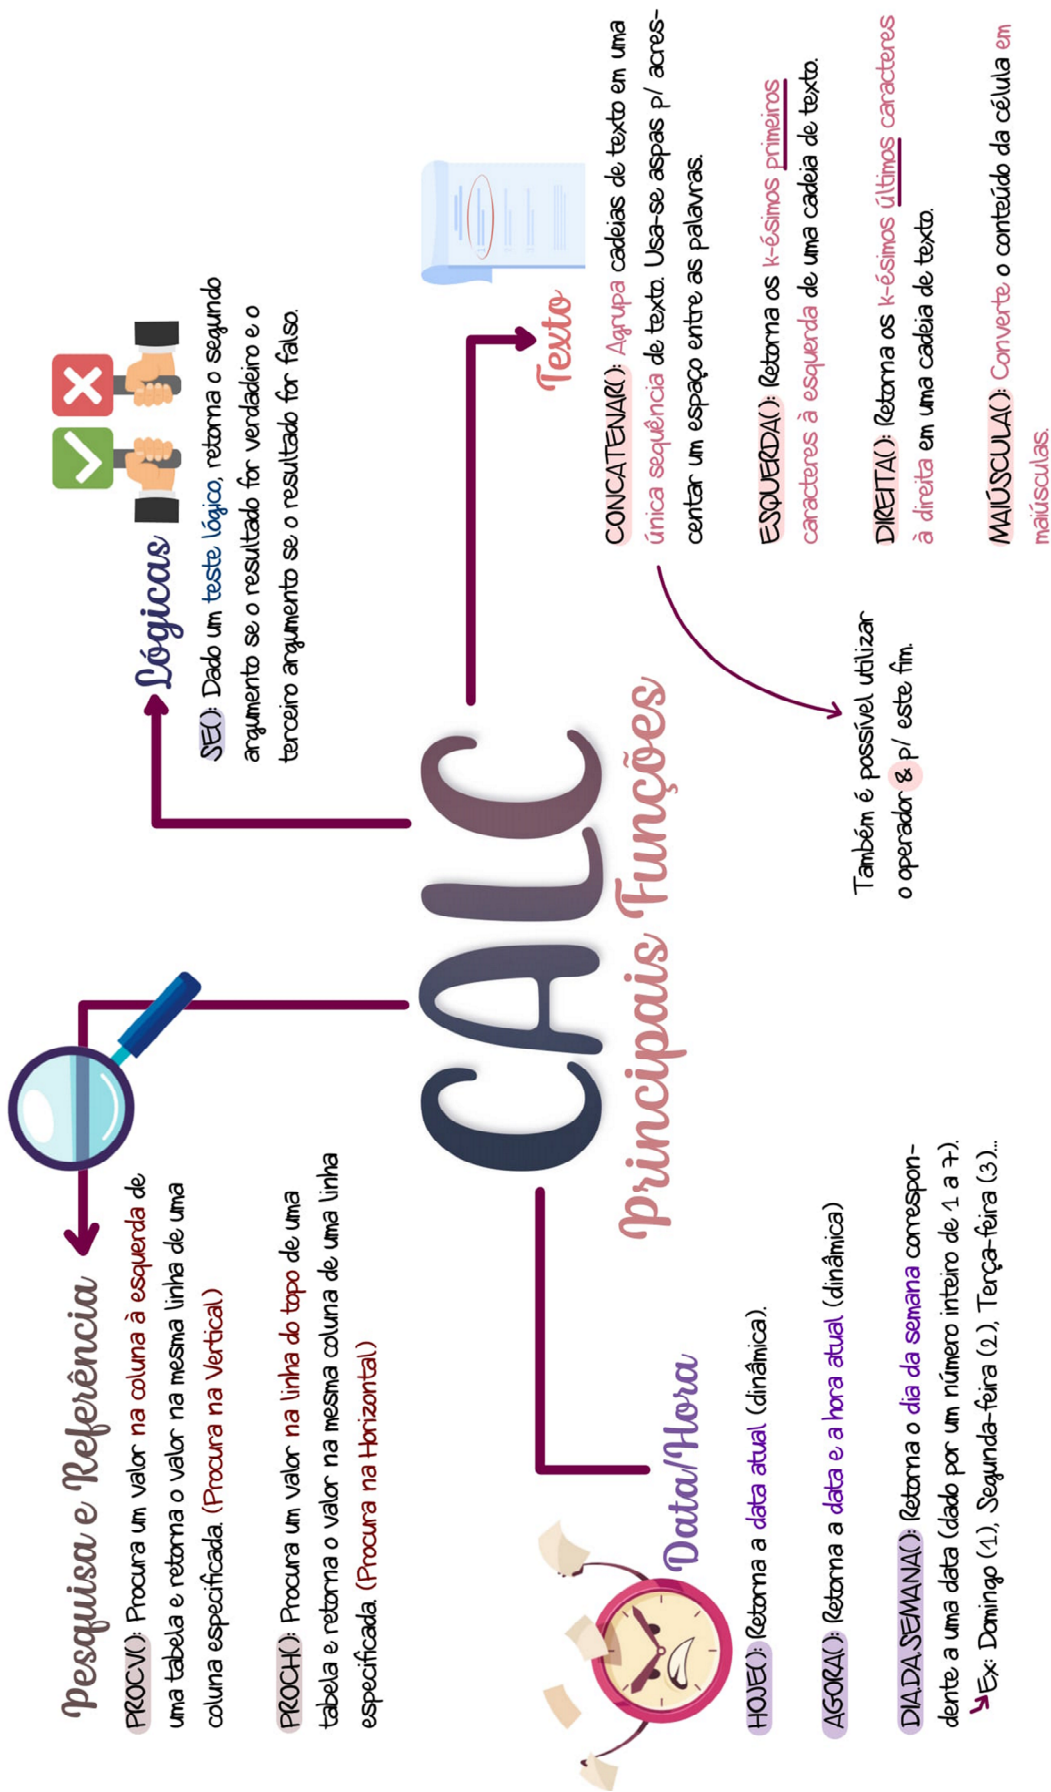 Pesquisa e Referência
PROCV(): Procura um valor na coluna à esquerda de
uma tabela e retorna o valor na mesma linha de uma
coluna especificada. (Procura na Vertical)
PROCH(): Procura um valor na linha do topo de uma
tabela e retorna o valor na mesma coluna de uma linha
especificada. (Procura na Horizontal)
Lógicas
SE(): Dado um teste lógico, retorna o segundo
argumento se o resultado for verdadeiro e o
terceiro argumento se o resultado for falso.
CALC
Principais Funções
Data/Hora
HOJE(): Retorna a data atual (dinâmica).
AGORA(): Retorna a data e a hora atual (dinâmica)
DIA.DA.SEMANA(): Retorna o dia da semana correspon-
dente a uma data (dado por um número inteiro de 1 a 7).
Ex: Domingo (1), Segunda-feira (2), Terça-feira (3)...
Texto
CONCATENAR(): Agrupa cadeias de texto em uma
única sequência de texto. Usa-se aspas p/ acres-
centar um espaço entre as palavras.
Também é possível utilizar
o operador & p/ este fim.
ESQUERDA(): Retorna os k-ésimos primeiros
caracteres à esquerda de uma cadeia de texto.
DIREITA(): Retorna os k-ésimos últimos caracteres
à direita em uma cadeia de texto.
MAIÚSCULA(): Converte o conteúdo da célula em
maiúsculas.